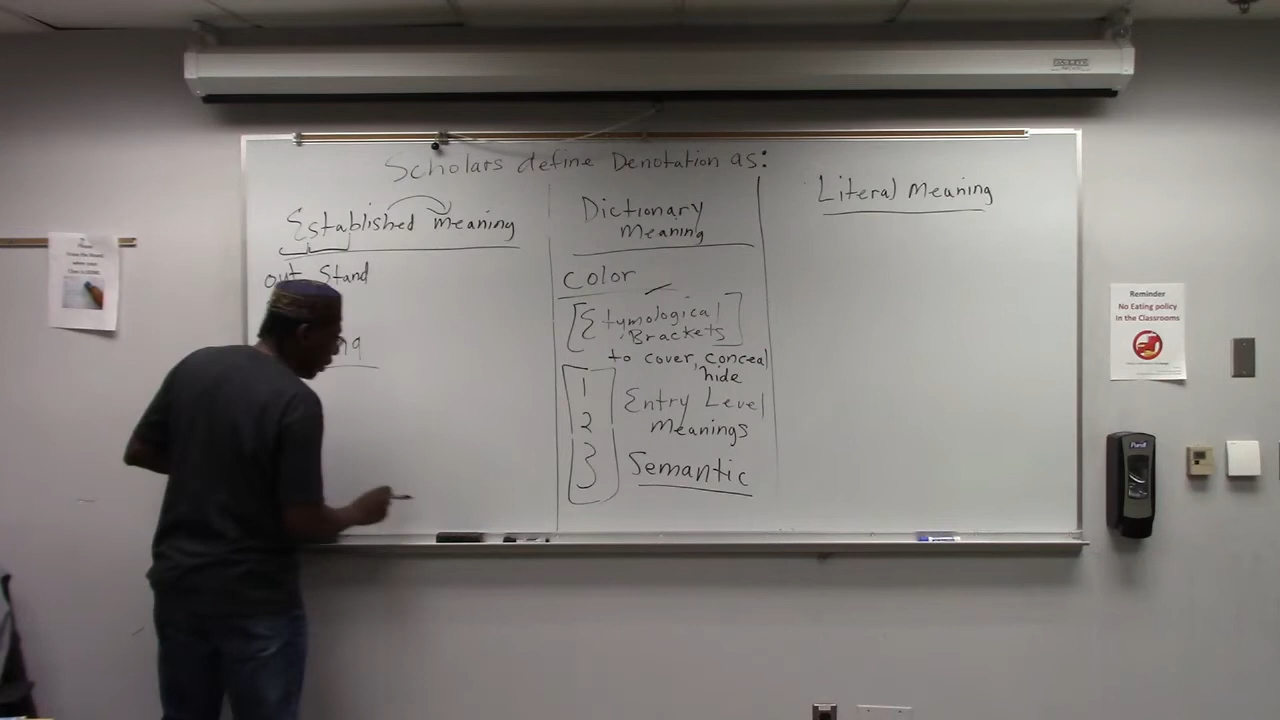 Scholars define Denotation as:
Established meaning
out Stand
Dictionary
Meaning
color
[Etymological
Brackets]
to cover, conceal
hide
1
2
3
Entry Level
Meanings
Semantic
Literal Meaning
Reminder
No Eating policy
In the Classrooms
Purell